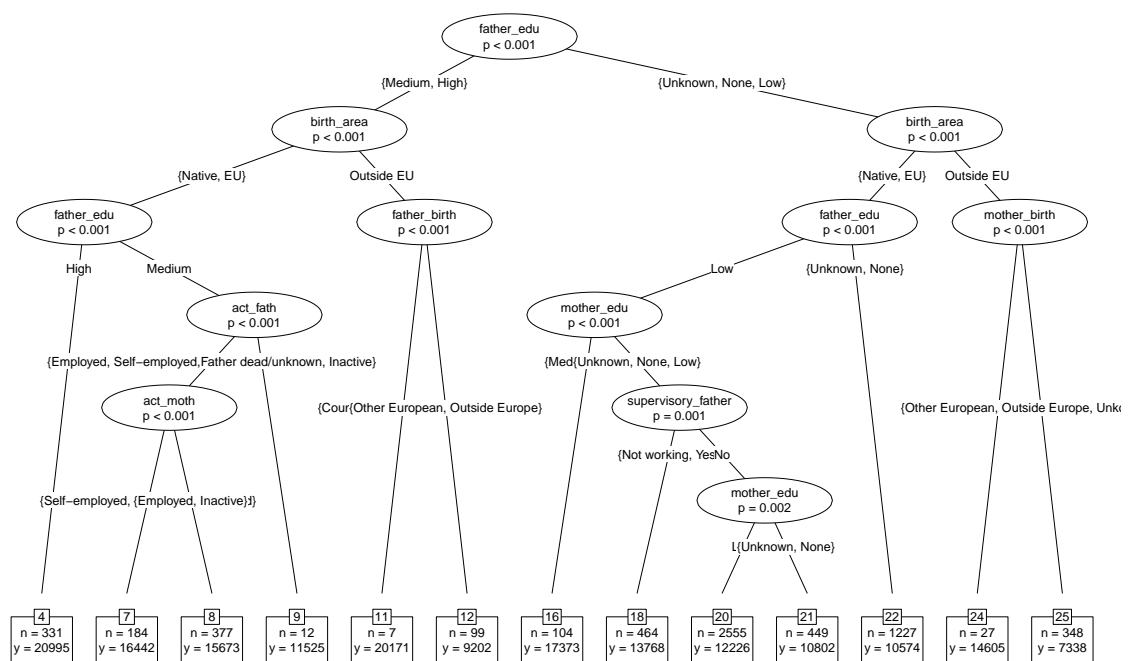 father_edu
p < 0.001
{Medium, High}
{Unknown, None, Low}
birth_area
p < 0.001
birth_area
p < 0.001
{Native, EU}
Outside EU
{Native, EU}
Outside EU
father_edu
p < 0.001
father_birth
p < 0.001
father_edu
p < 0.001
mother_birth
p < 0.001
High
Medium
Low
{Unknown, None}
act_fath
p < 0.001
mother_edu
p < 0.001
{Employed, Self−employed,
Father dead/unknown, Inactive}
{Unknown, None, Low}
act_moth
p < 0.001
{Other European, Outside Europe}
supervisory_father
p = 0.001
{Other European, Outside Europe,
{Not working, Yes
No
{Self−employed,
{Employed, Inactive}
mother_edu
p = 0.002
{Unknown, None}
4
n = 331
y = 20995
7
n = 184
y = 16442
8
n = 377
y = 15673
9
n = 12
y = 11525
11
n = 7
y = 20171
12
n = 99
y = 9202
16
n = 104
y = 17373
18
n = 464
y = 13768
20
n = 2555
y = 12226
21
n = 449
y = 10802
22
n = 1227
y = 10574
24
n = 27
y = 14605
25
n = 348
y = 7338